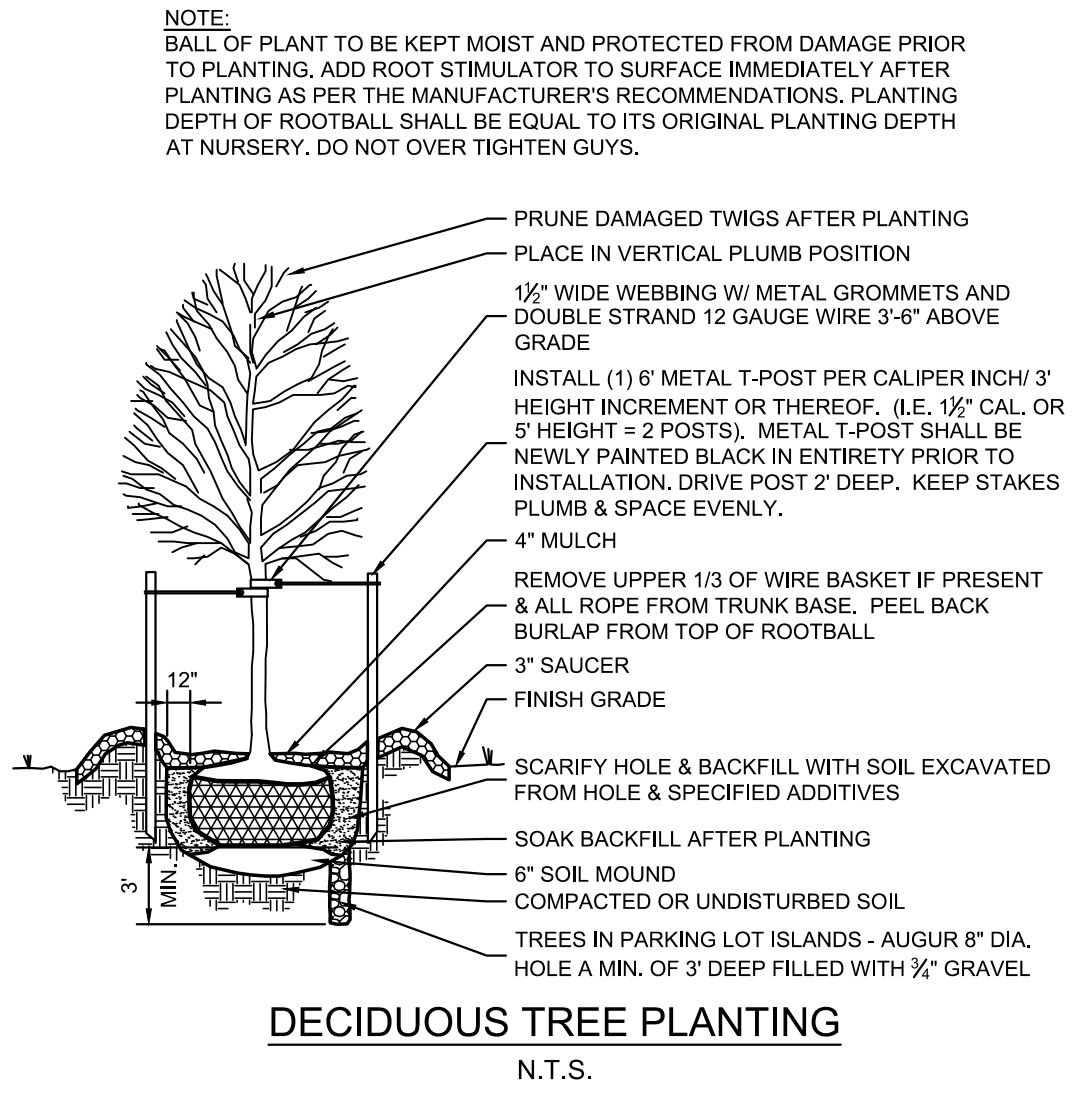 NOTE:
BALL OF PLANT TO BE KEPT MOIST AND PROTECTED FROM DAMAGE PRIOR
TO PLANTING. ADD ROOT STIMULATOR TO SURFACE IMMEDIATELY AFTER
PLANTING AS PER THE MANUFACTURER'S RECOMMENDATIONS. PLANTING
DEPTH OF ROOTBALL SHALL BE EQUAL TO ITS ORIGINAL PLANTING DEPTH
AT NURSERY. DO NOT OVER TIGHTEN GUYS.
PRUNE DAMAGED TWIGS AFTER PLANTING
PLACE IN VERTICAL PLUMB POSITION
1½" WIDE WEBBING W/ METAL GROMMETS AND
DOUBLE STRAND 12 GAUGE WIRE 3'-6" ABOVE
GRADE
INSTALL (1) 6' METAL T-POST PER CALIPER INCH/ 3'
HEIGHT INCREMENT OR THEREOF. (I.E. 1½" CAL. OR
5' HEIGHT = 2 POSTS). METAL T-POST SHALL BE
NEWLY PAINTED BLACK IN ENTIRETY PRIOR TO
INSTALLATION. DRIVE POST 2' DEEP. KEEP STAKES
PLUMB & SPACE EVENLY.
4" MULCH
REMOVE UPPER 1/3 OF WIRE BASKET IF PRESENT
& ALL ROPE FROM TRUNK BASE. PEEL BACK
BURLAP FROM TOP OF ROOTBALL
3" SAUCER
FINISH GRADE
12"
SCARIFY HOLE & BACKFILL WITH SOIL EXCAVATED
FROM HOLE & SPECIFIED ADDITIVES
SOAK BACKFILL AFTER PLANTING
6" SOIL MOUND
COMPACTED OR UNDISTURBED SOIL
3'
MIN.
TREES IN PARKING LOT ISLANDS - AUGUR 8" DIA.
HOLE A MIN. OF 3' DEEP FILLED WITH ¾" GRAVEL
DECIDUOUS TREE PLANTING
N.T.S.